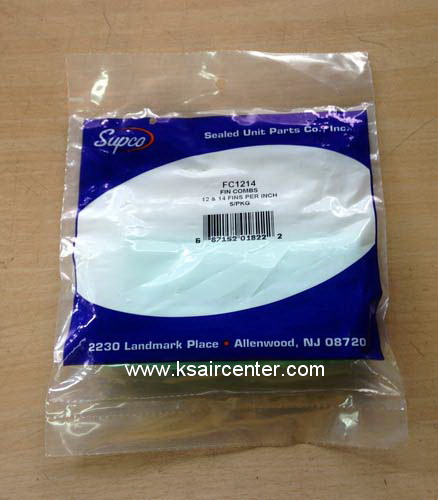 Supco
Sealed Unit Parts Co., Inc.
FC1214
FIN COMBS
12 & 14 FINS PER INCH
5/PKG
6 87152 01822 2
2230 Landmark Place • Allenwood, NJ 08720
www.ksaircenter.com